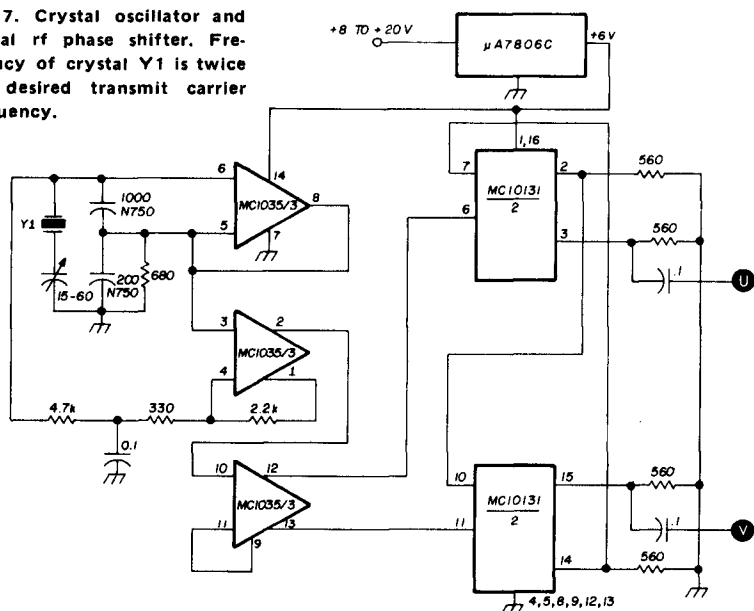 7. Crystal oscillator and
al rf phase shifter. Fre-
ncy of crystal Y1 is twice
desired transmit carrier
uency.
+8 TO +20V
μA7806C
+6V
1,16
7
2
560
MC10131
2
6
3
560
.1
U
6
14
1000
N750
MC1035/3
8
Y1
5
7
200
N750
680
15-60
3
2
MC1035/3
4
1
4.7k
330
2.2k
0.1
10
12
MC1035/3
11
13
9
10
15
560
MC10131
2
11
.1
V
14
560
4,5,8,9,12,13